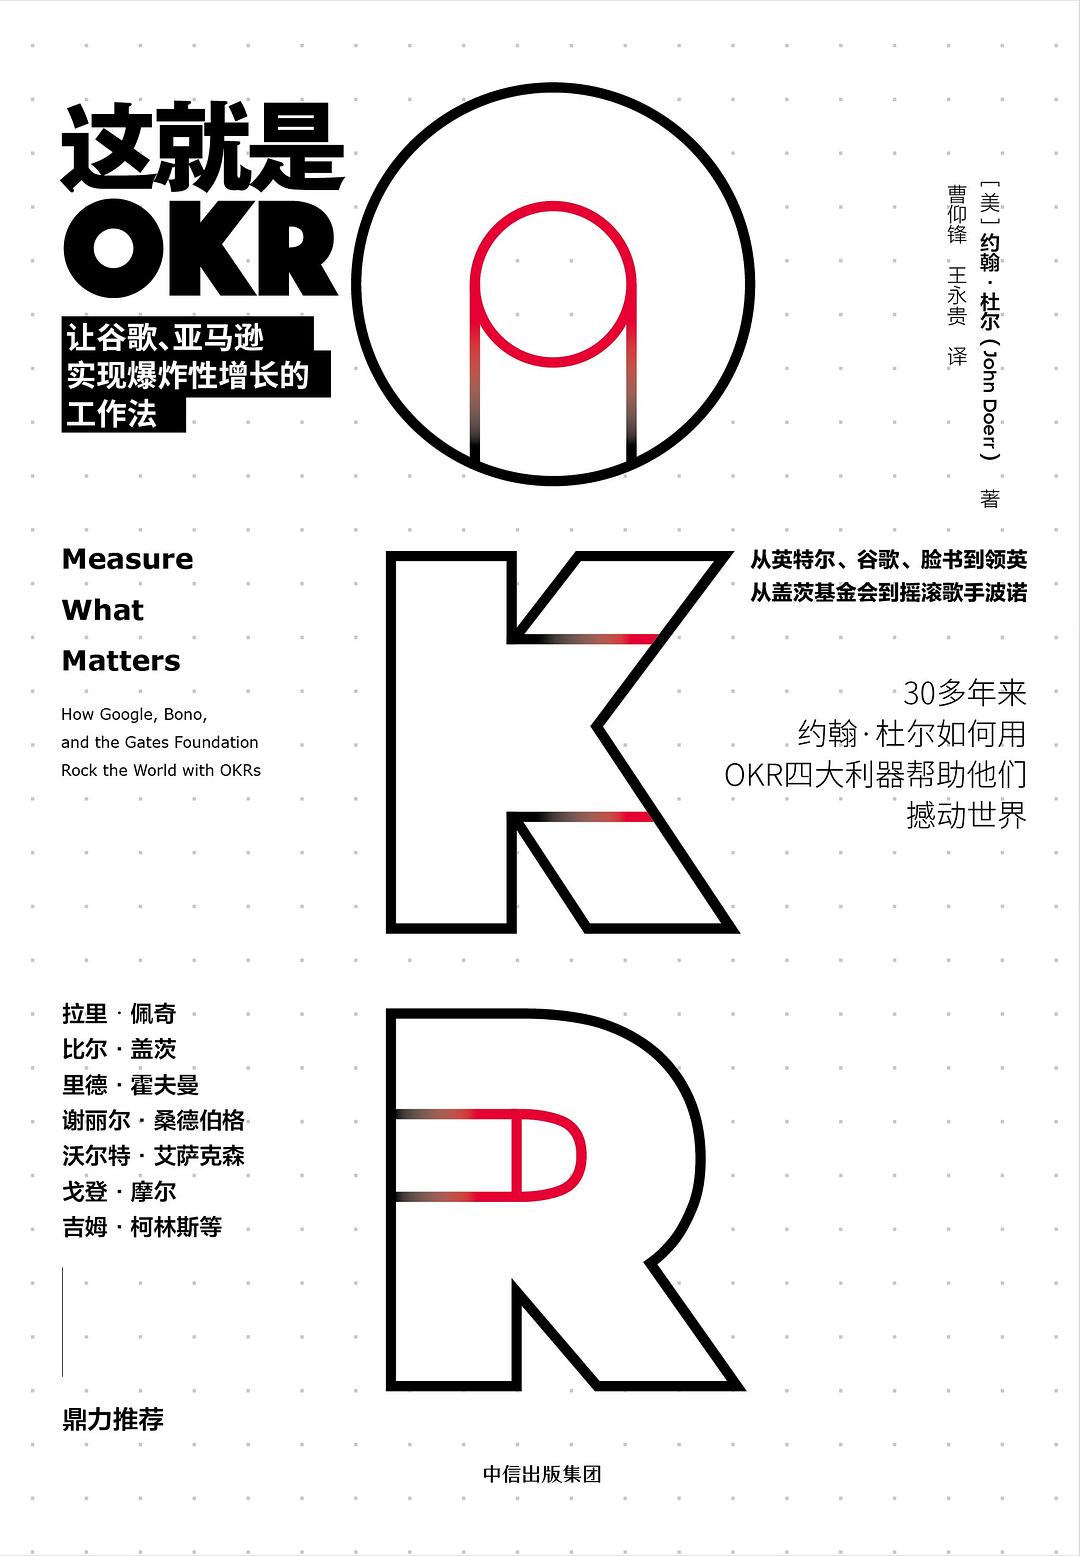 这就是
OKR
让谷歌、亚马逊
实现爆炸性增长的
工作法
[美] 约翰·杜尔 (John Doerr) 著
曹仰锋 王永贵 译
Measure
What
Matters
How Google, Bono,
and the Gates Foundation
Rock the World with OKRs
从英特尔、谷歌、脸书到领英
从盖茨基金会到摇滚歌手波诺
30多年来
约翰·杜尔如何用
OKR四大利器帮助他们
撼动世界
O
K
R
拉里·佩奇
比尔·盖茨
里德·霍夫曼
谢丽尔·桑德伯格
沃尔特·艾萨克森
戈登·摩尔
吉姆·柯林斯等
鼎力推荐
中信出版集团